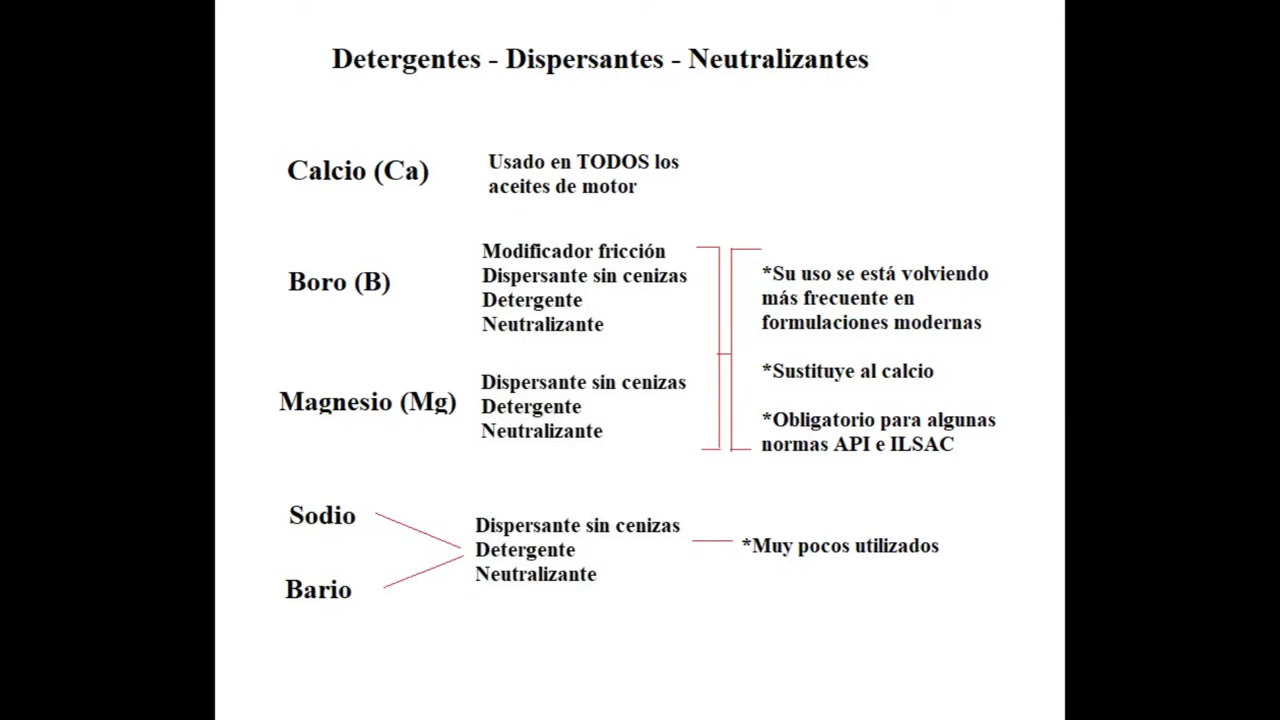 Detergentes - Dispersantes - Neutralizantes
Calcio (Ca)
Usado en TODOS los
aceites de motor
Boro (B)
Modificador fricción
Dispersante sin cenizas
Detergente
Neutralizante
Magnesio (Mg)
Dispersante sin cenizas
Detergente
Neutralizante
*Su uso se está volviendo
más frecuente en
formulaciones modernas
*Sustituye al calcio
*Obligatorio para algunas
normas API e ILSAC
Sodio
Bario
Dispersante sin cenizas
Detergente
Neutralizante
*Muy pocos utilizados